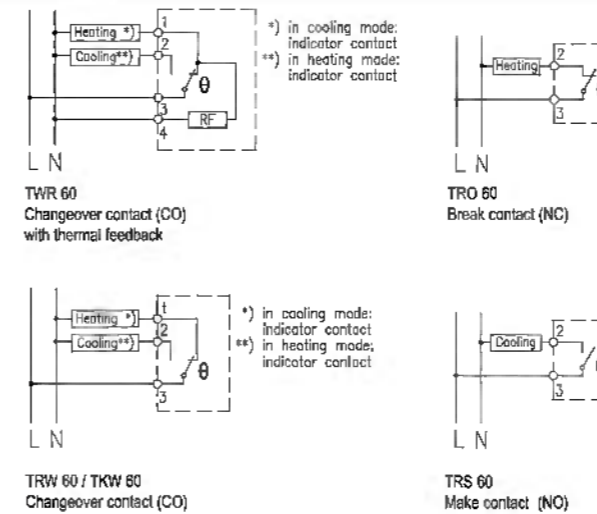 Heating *)
Cooling**)
1
2
3
4
θ
RF
*) in cooling mode:
indicator contact
**) in heating mode:
indicator contact
L N
TWR 60
Changeover contact (CO)
with thermal feedback
Heating
2
3
L N
TRO 60
Break contact (NC)
Heating *)
Cooling**)
1
2
3
θ
*) in cooling mode:
indicator contact
**) in heating mode;
indicator contact
L N
TRW 60 / TKW 60
Changeover contact (CO)
Cooling
2
3
L N
TRS 60
Make contact (NO)